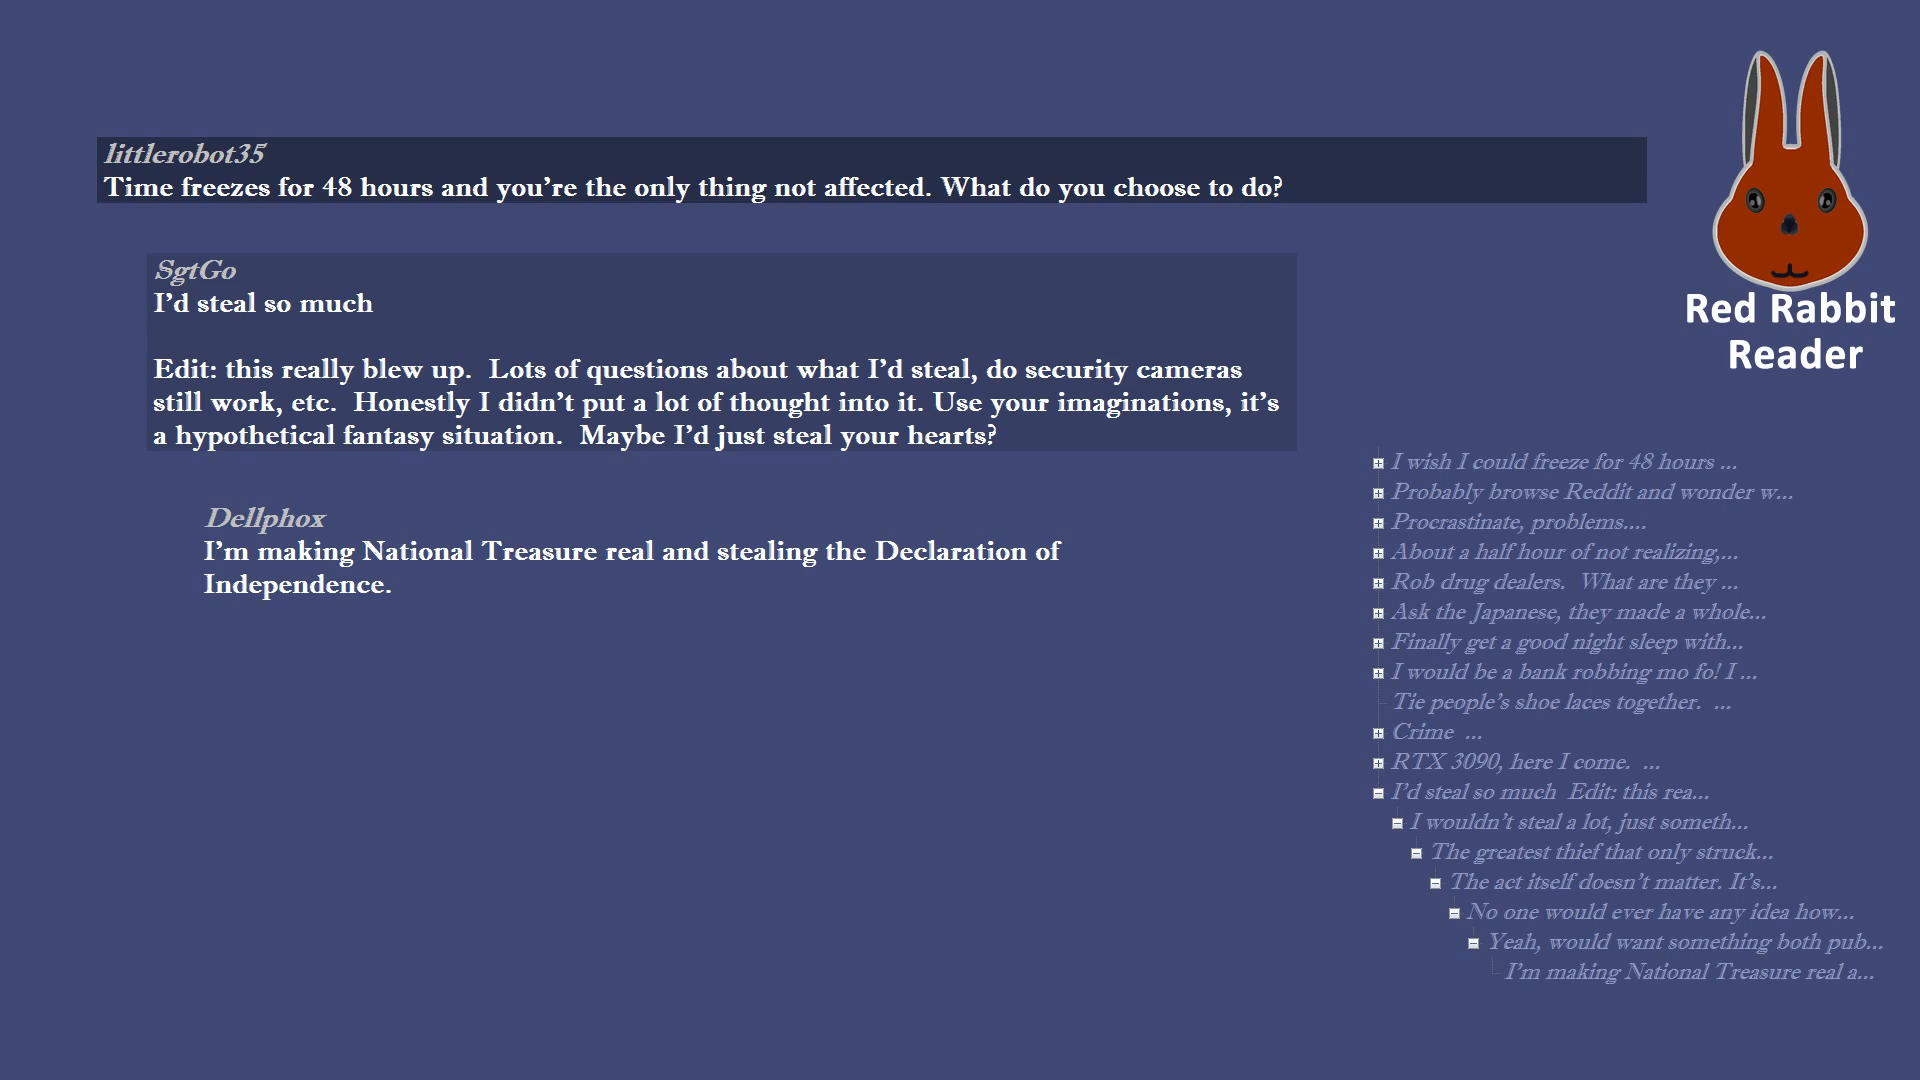 littlerobot35
Time freezes for 48 hours and you're the only thing not affected. What do you choose to do?
SgtGo
I'd steal so much
Edit: this really blew up.  Lots of questions about what I'd steal, do security cameras
still work, etc.  Honestly I didn't put a lot of thought into it. Use your imaginations, it's
a hypothetical fantasy situation.  Maybe I'd just steal your hearts?
Dellphox
I'm making National Treasure real and stealing the Declaration of
Independence.
Red Rabbit
Reader
I wish I could freeze for 48 hours ...
Probably browse Reddit and wonder w...
Procrastinate, problems....
About a half hour of not realizing,...
Rob drug dealers.  What are they ...
Ask the Japanese, they made a whole...
Finally get a good night sleep with...
I would be a bank robbing mo fo! I ...
Tie people's shoe laces together.  ...
Crime  ...
RTX 3090, here I come.  ...
I'd steal so much  Edit: this rea...
I wouldn't steal a lot, just someth...
The greatest thief that only struck...
The act itself doesn't matter. It's...
No one would ever have any idea how...
Yeah, would want something both pub...
I'm making National Treasure real a...